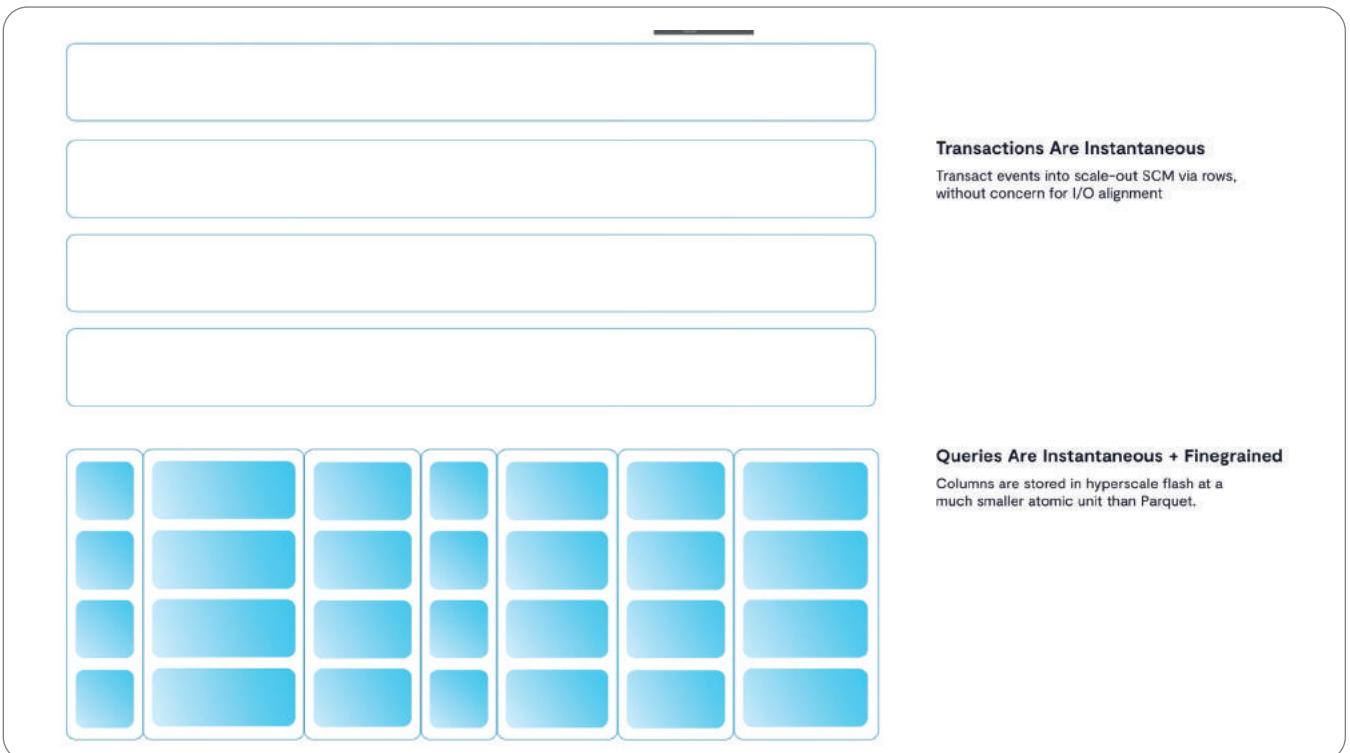 Transactions Are Instantaneous
Transact events into scale-out SCM via rows,
without concern for I/O alignment
Queries Are Instantaneous + Finegrained
Columns are stored in hyperscale flash at a
much smaller atomic unit than Parquet.